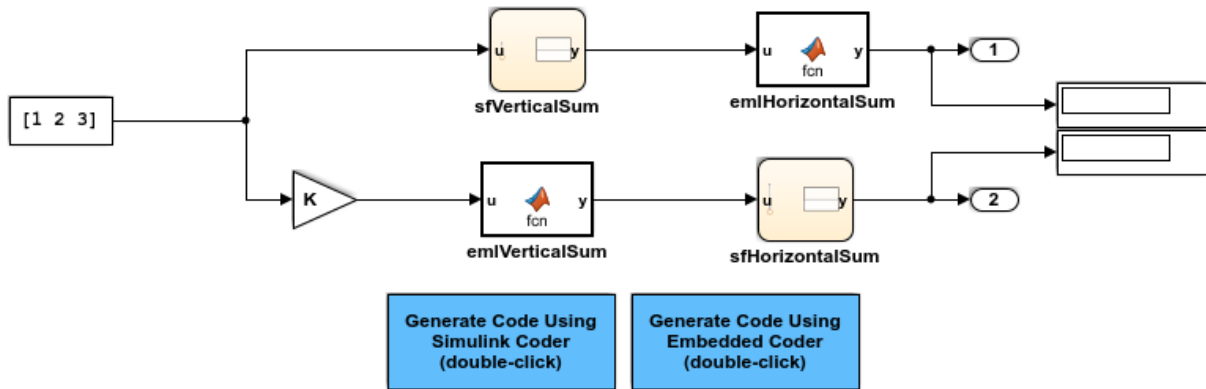 u y
sfVerticalSum
u fcn y
emlHorizontalSum
1
[1 2 3]
K
u fcn y
emlVerticalSum
u y
sfHorizontalSum
2
Generate Code Using
Simulink Coder
(double-click)
Generate Code Using
Embedded Coder
(double-click)